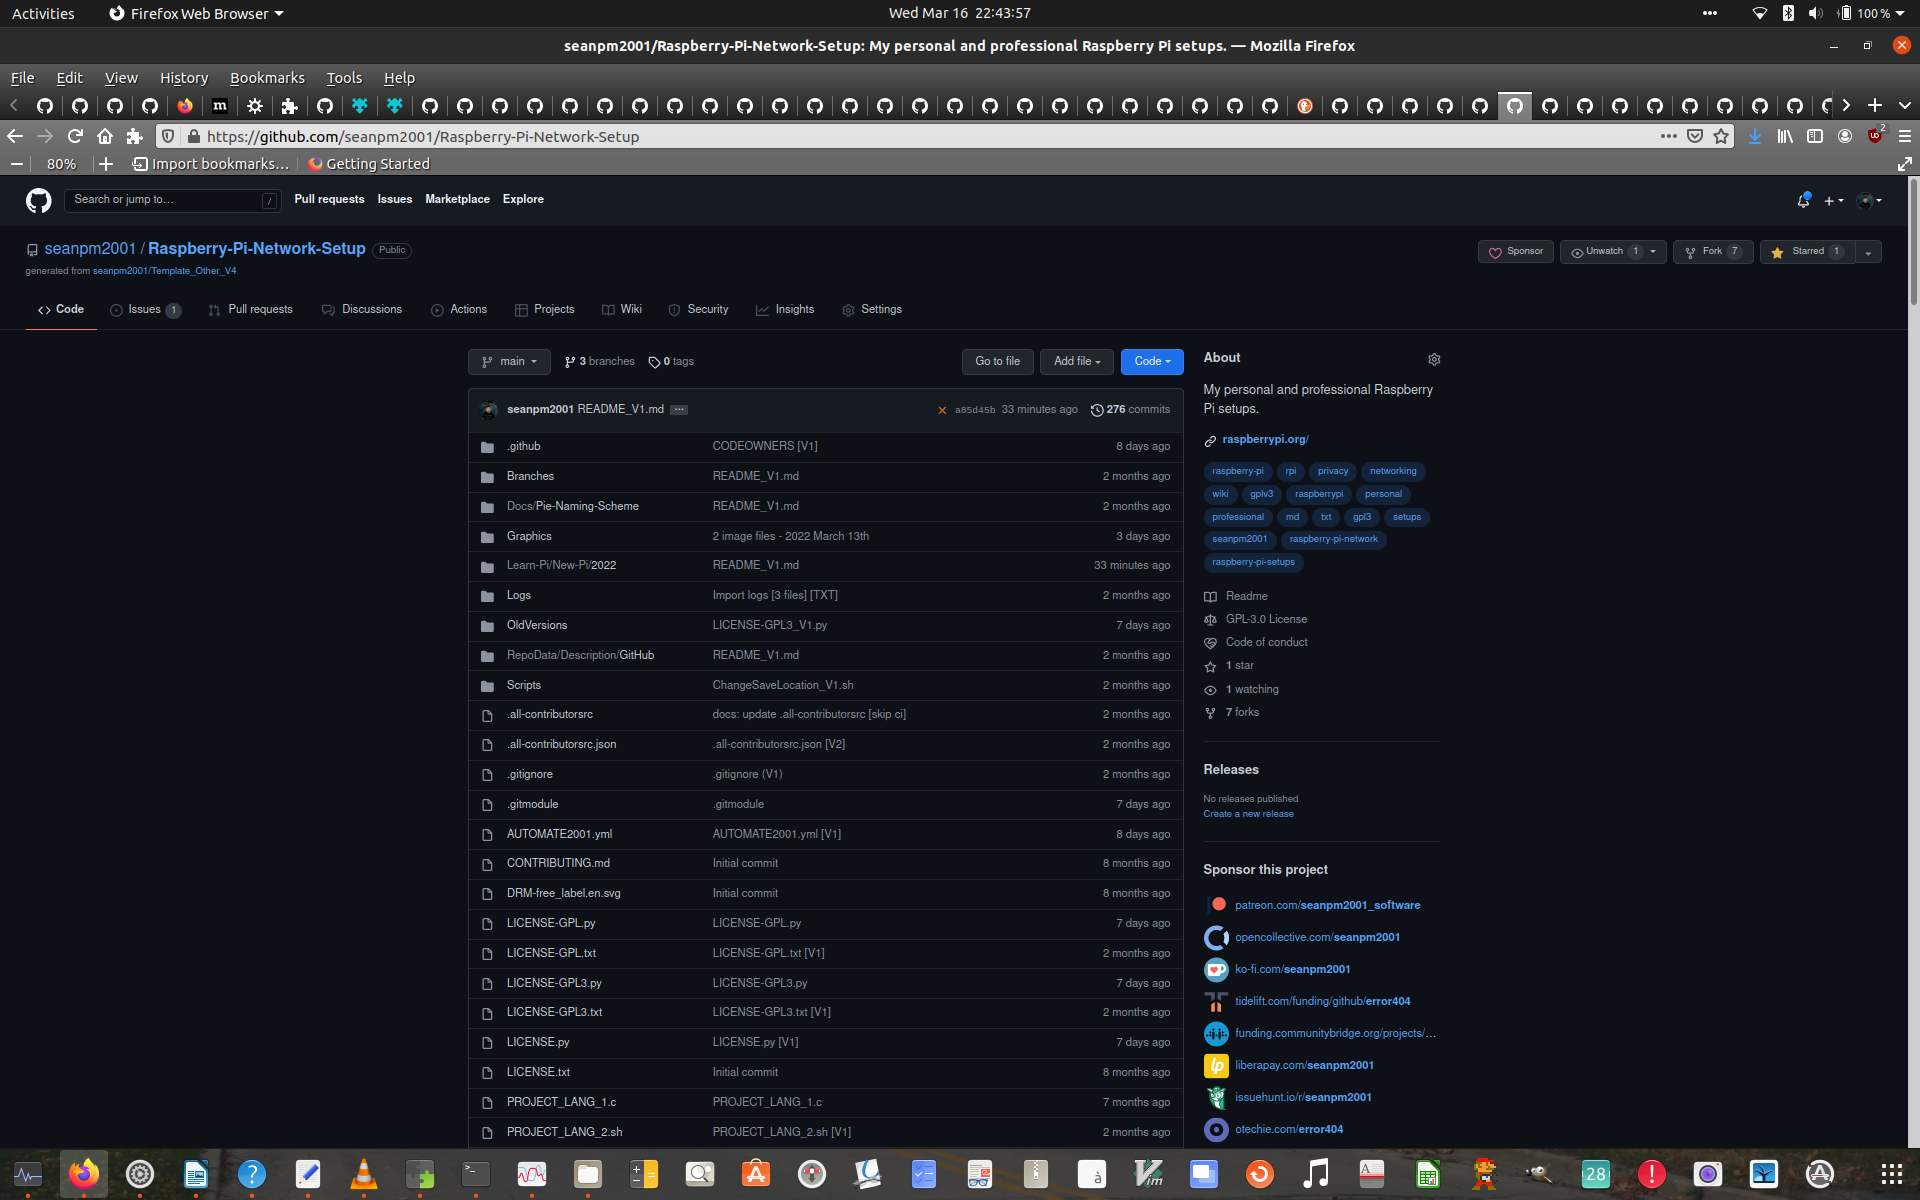 Activities Firefox Web Browser Wed Mar 16 22:43:57 100 %
seanpm2001/Raspberry-Pi-Network-Setup: My personal and professional Raspberry Pi setups. — Mozilla Firefox
File Edit View History Bookmarks Tools Help
https://github.com/seanpm2001/Raspberry-Pi-Network-Setup 2
80% Import bookmarks... Getting Started
Search or jump to... / Pull requests Issues Marketplace Explore
seanpm2001 / Raspberry-Pi-Network-Setup Public
Sponsor Unwatch 1 Fork 7 Starred 1
generated from seanpm2001/Template_Other_V4
Code Issues 1 Pull requests Discussions Actions Projects Wiki Security Insights Settings
main 3 branches 0 tags Go to file Add file Code
seanpm2001 README_V1.md ... a85d45b 33 minutes ago 276 commits
.github CODEOWNERS [V1] 8 days ago
Branches README_V1.md 2 months ago
Docs/Pie-Naming-Scheme README_V1.md 2 months ago
Graphics 2 image files - 2022 March 13th 3 days ago
Learn-Pi/New-Pi/2022 README_V1.md 33 minutes ago
Logs Import logs [3 files] [TXT] 2 months ago
OldVersions LICENSE-GPL3_V1.py 7 days ago
RepoData/Description/GitHub README_V1.md 2 months ago
Scripts ChangeSaveLocation_V1.sh 2 months ago
.all-contributorsrc docs: update .all-contributorsrc [skip ci] 2 months ago
.all-contributorsrc.json .all-contributorsrc.json [V2] 2 months ago
.gitignore .gitignore (V1) 2 months ago
.gitmodule .gitmodule 7 days ago
AUTOMATE2001.yml AUTOMATE2001.yml [V1] 8 days ago
CONTRIBUTING.md Initial commit 8 months ago
DRM-free_label.en.svg Initial commit 8 months ago
LICENSE-GPL.py LICENSE-GPL.py 7 days ago
LICENSE-GPL.txt LICENSE-GPL.txt [V1] 2 months ago
LICENSE-GPL3.py LICENSE-GPL3.py 7 days ago
LICENSE-GPL3.txt LICENSE-GPL3.txt [V1] 2 months ago
LICENSE.py LICENSE.py [V1] 7 days ago
LICENSE.txt Initial commit 8 months ago
PROJECT_LANG_1.c PROJECT_LANG_1.c 7 months ago
PROJECT_LANG_2.sh PROJECT_LANG_2.sh [V1] 2 months ago
About
My personal and professional Raspberry
Pi setups.
raspberrypi.org/
raspberry-pi rpi privacy networking
wiki gplv3 raspberrypi personal
professional md txt gpl3 setups
seanpm2001 raspberry-pi-network
raspberry-pi-setups
Readme
GPL-3.0 License
Code of conduct
1 star
1 watching
7 forks
Releases
No releases published
Create a new release
Sponsor this project
patreon.com/seanpm2001_software
opencollective.com/seanpm2001
ko-fi.com/seanpm2001
tidelift.com/funding/github/error404
funding.communitybridge.org/projects/...
liberapay.com/seanpm2001
issuehunt.io/r/seanpm2001
otechie.com/error404
28